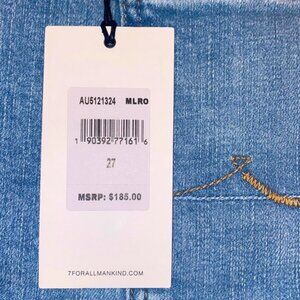 AU5121324 MLRO
1 90392 77161 6
27
MSRP: $185.00
7FORALLMANKIND.COM